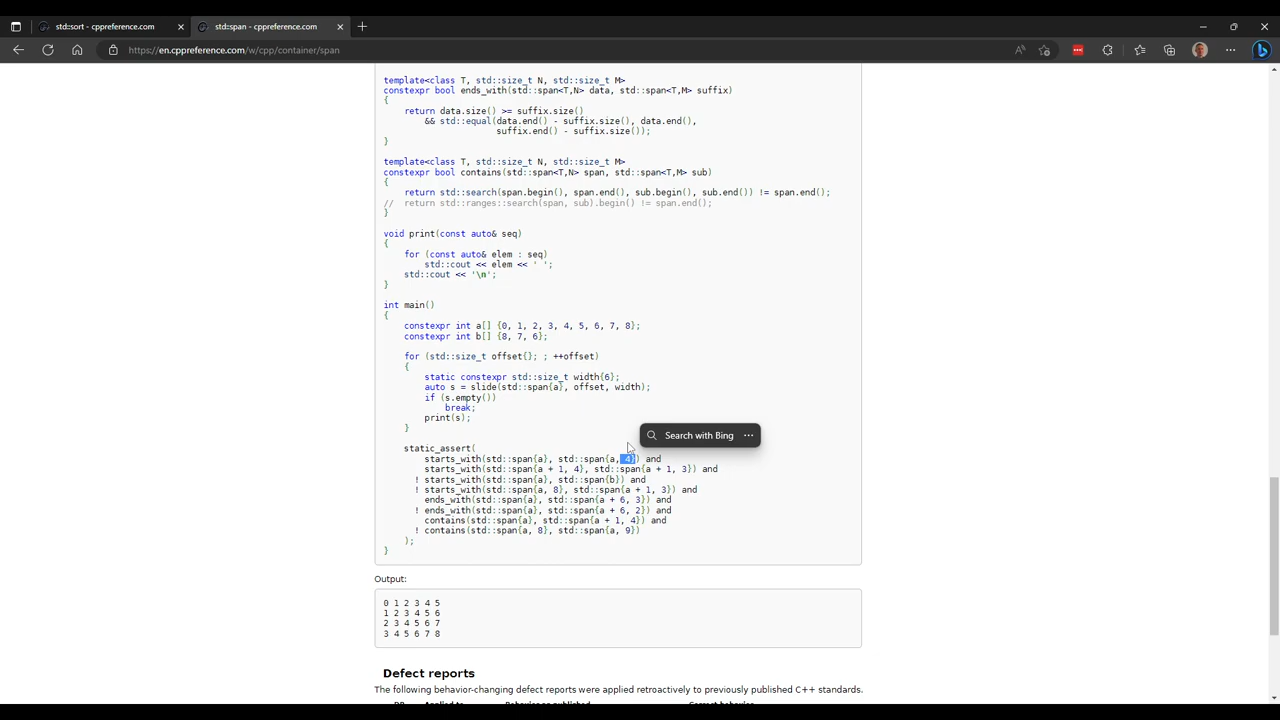 std::sort - cppreference.com
std::span - cppreference.com
https://en.cppreference.com/w/cpp/container/span
template<class T, std::size_t N, std::size_t M>
constexpr bool ends_with(std::span<T,N> data, std::span<T,M> suffix)
{
return data.size() >= suffix.size()
&& std::equal(data.end() - suffix.size(), data.end(),
suffix.end() - suffix.size());
}
template<class T, std::size_t N, std::size_t M>
constexpr bool contains(std::span<T,N> span, std::span<T,M> sub)
{
return std::search(span.begin(), span.end(), sub.begin(), sub.end()) != span.end();
// return std::ranges::search(span, sub).begin() != span.end();
}
void print(const auto& seq)
{
for (const auto& elem : seq)
std::cout << elem << ' ';
std::cout << '\n';
}
int main()
{
constexpr int a[] {0, 1, 2, 3, 4, 5, 6, 7, 8};
constexpr int b[] {8, 7, 6};
for (std::size_t offset{}; ; ++offset)
{
static constexpr std::size_t width{6};
auto s = slide(std::span{a}, offset, width);
if (s.empty())
break;
print(s);
}
Search with Bing
static_assert(
starts_with(std::span{a}, std::span{a, 4}) and
starts_with(std::span{a + 1, 4}, std::span{a + 1, 3}) and
! starts_with(std::span{a}, std::span{b}) and
! starts_with(std::span{a, 8}, std::span{a + 1, 3}) and
ends_with(std::span{a}, std::span{a + 6, 3}) and
! ends_with(std::span{a}, std::span{a + 6, 2}) and
contains(std::span{a}, std::span{a + 1, 4}) and
! contains(std::span{a, 8}, std::span{a, 9})
);
}
Output:
0 1 2 3 4 5
1 2 3 4 5 6
2 3 4 5 6 7
3 4 5 6 7 8
Defect reports
The following behavior-changing defect reports were applied retroactively to previously published C++ standards.